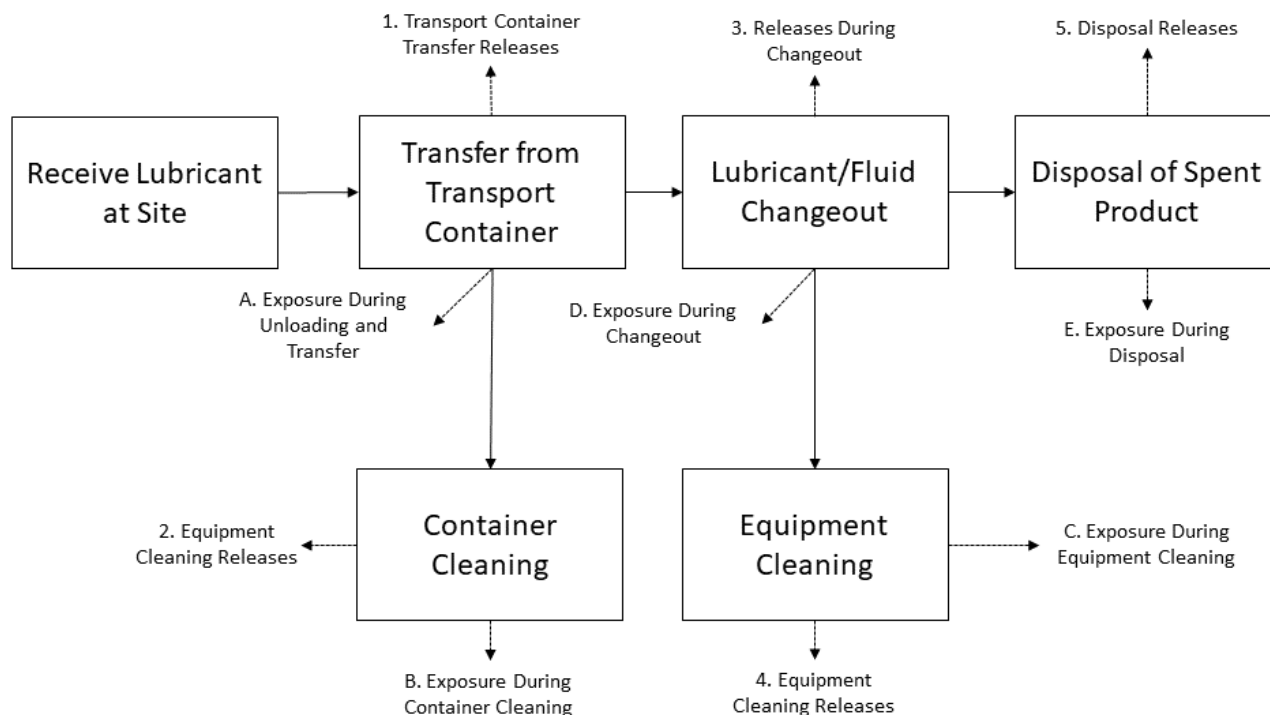 1. Transport Container
Transfer Releases
3. Releases During
Changeout
5. Disposal Releases
Receive Lubricant
at Site
Transfer from
Transport
Container
Lubricant/Fluid
Changeout
Disposal of Spent
Product
A. Exposure During
Unloading and
Transfer
D. Exposure During
Changeout
E. Exposure During
Disposal
2. Equipment
Cleaning Releases
Container
Cleaning
Equipment
Cleaning
C. Exposure During
Equipment Cleaning
B. Exposure During
Container Cleaning
4. Equipment
Cleaning Releases